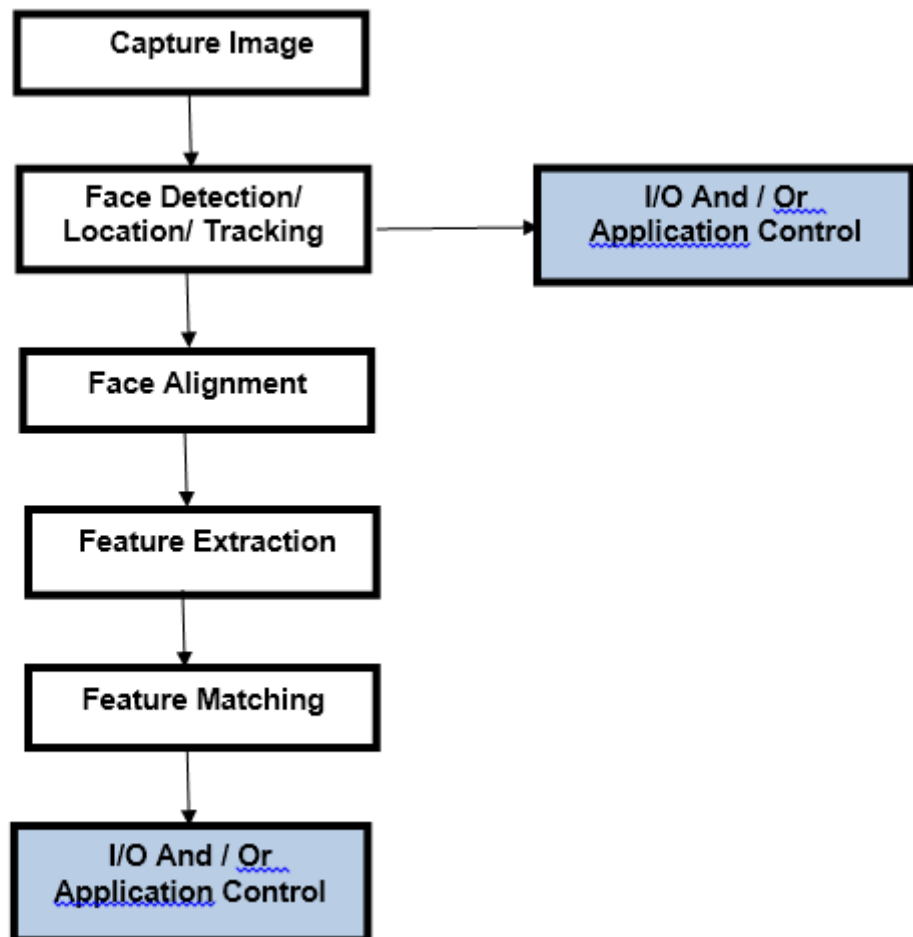 Capture Image
Face Detection/
Location/ Tracking
I/O And / Or
Application Control
Face Alignment
Feature Extraction
Feature Matching
I/O And / Or
Application Control